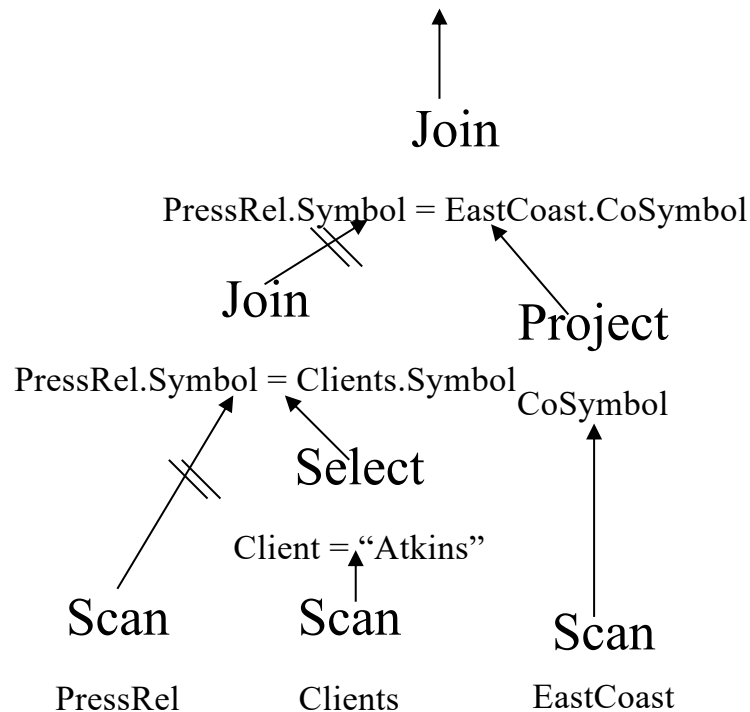 Join
PressRel.Symbol = EastCoast.CoSymbol
Join
Project
PressRel.Symbol = Clients.Symbol
CoSymbol
Select
Client = “Atkins”
Scan
Scan
Scan
PressRel
Clients
EastCoast